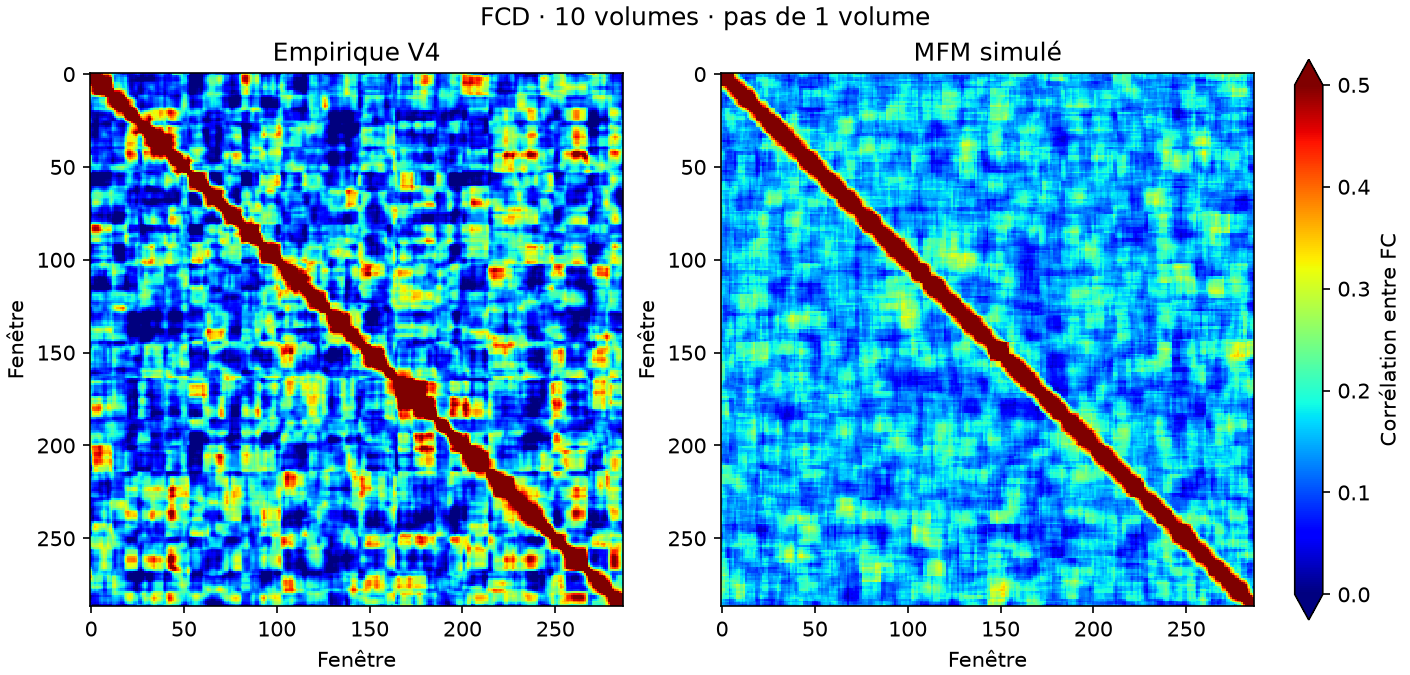 FCD · 10 volumes · pas de 1 volume
Empirique V4
MFM simulé
0
50
100
150
200
250
Fenêtre
0 50 100 150 200 250
Fenêtre
0
50
100
150
200
250
Fenêtre
0 50 100 150 200 250
Fenêtre
0.5
0.4
0.3
0.2
0.1
0.0
Corrélation entre FC